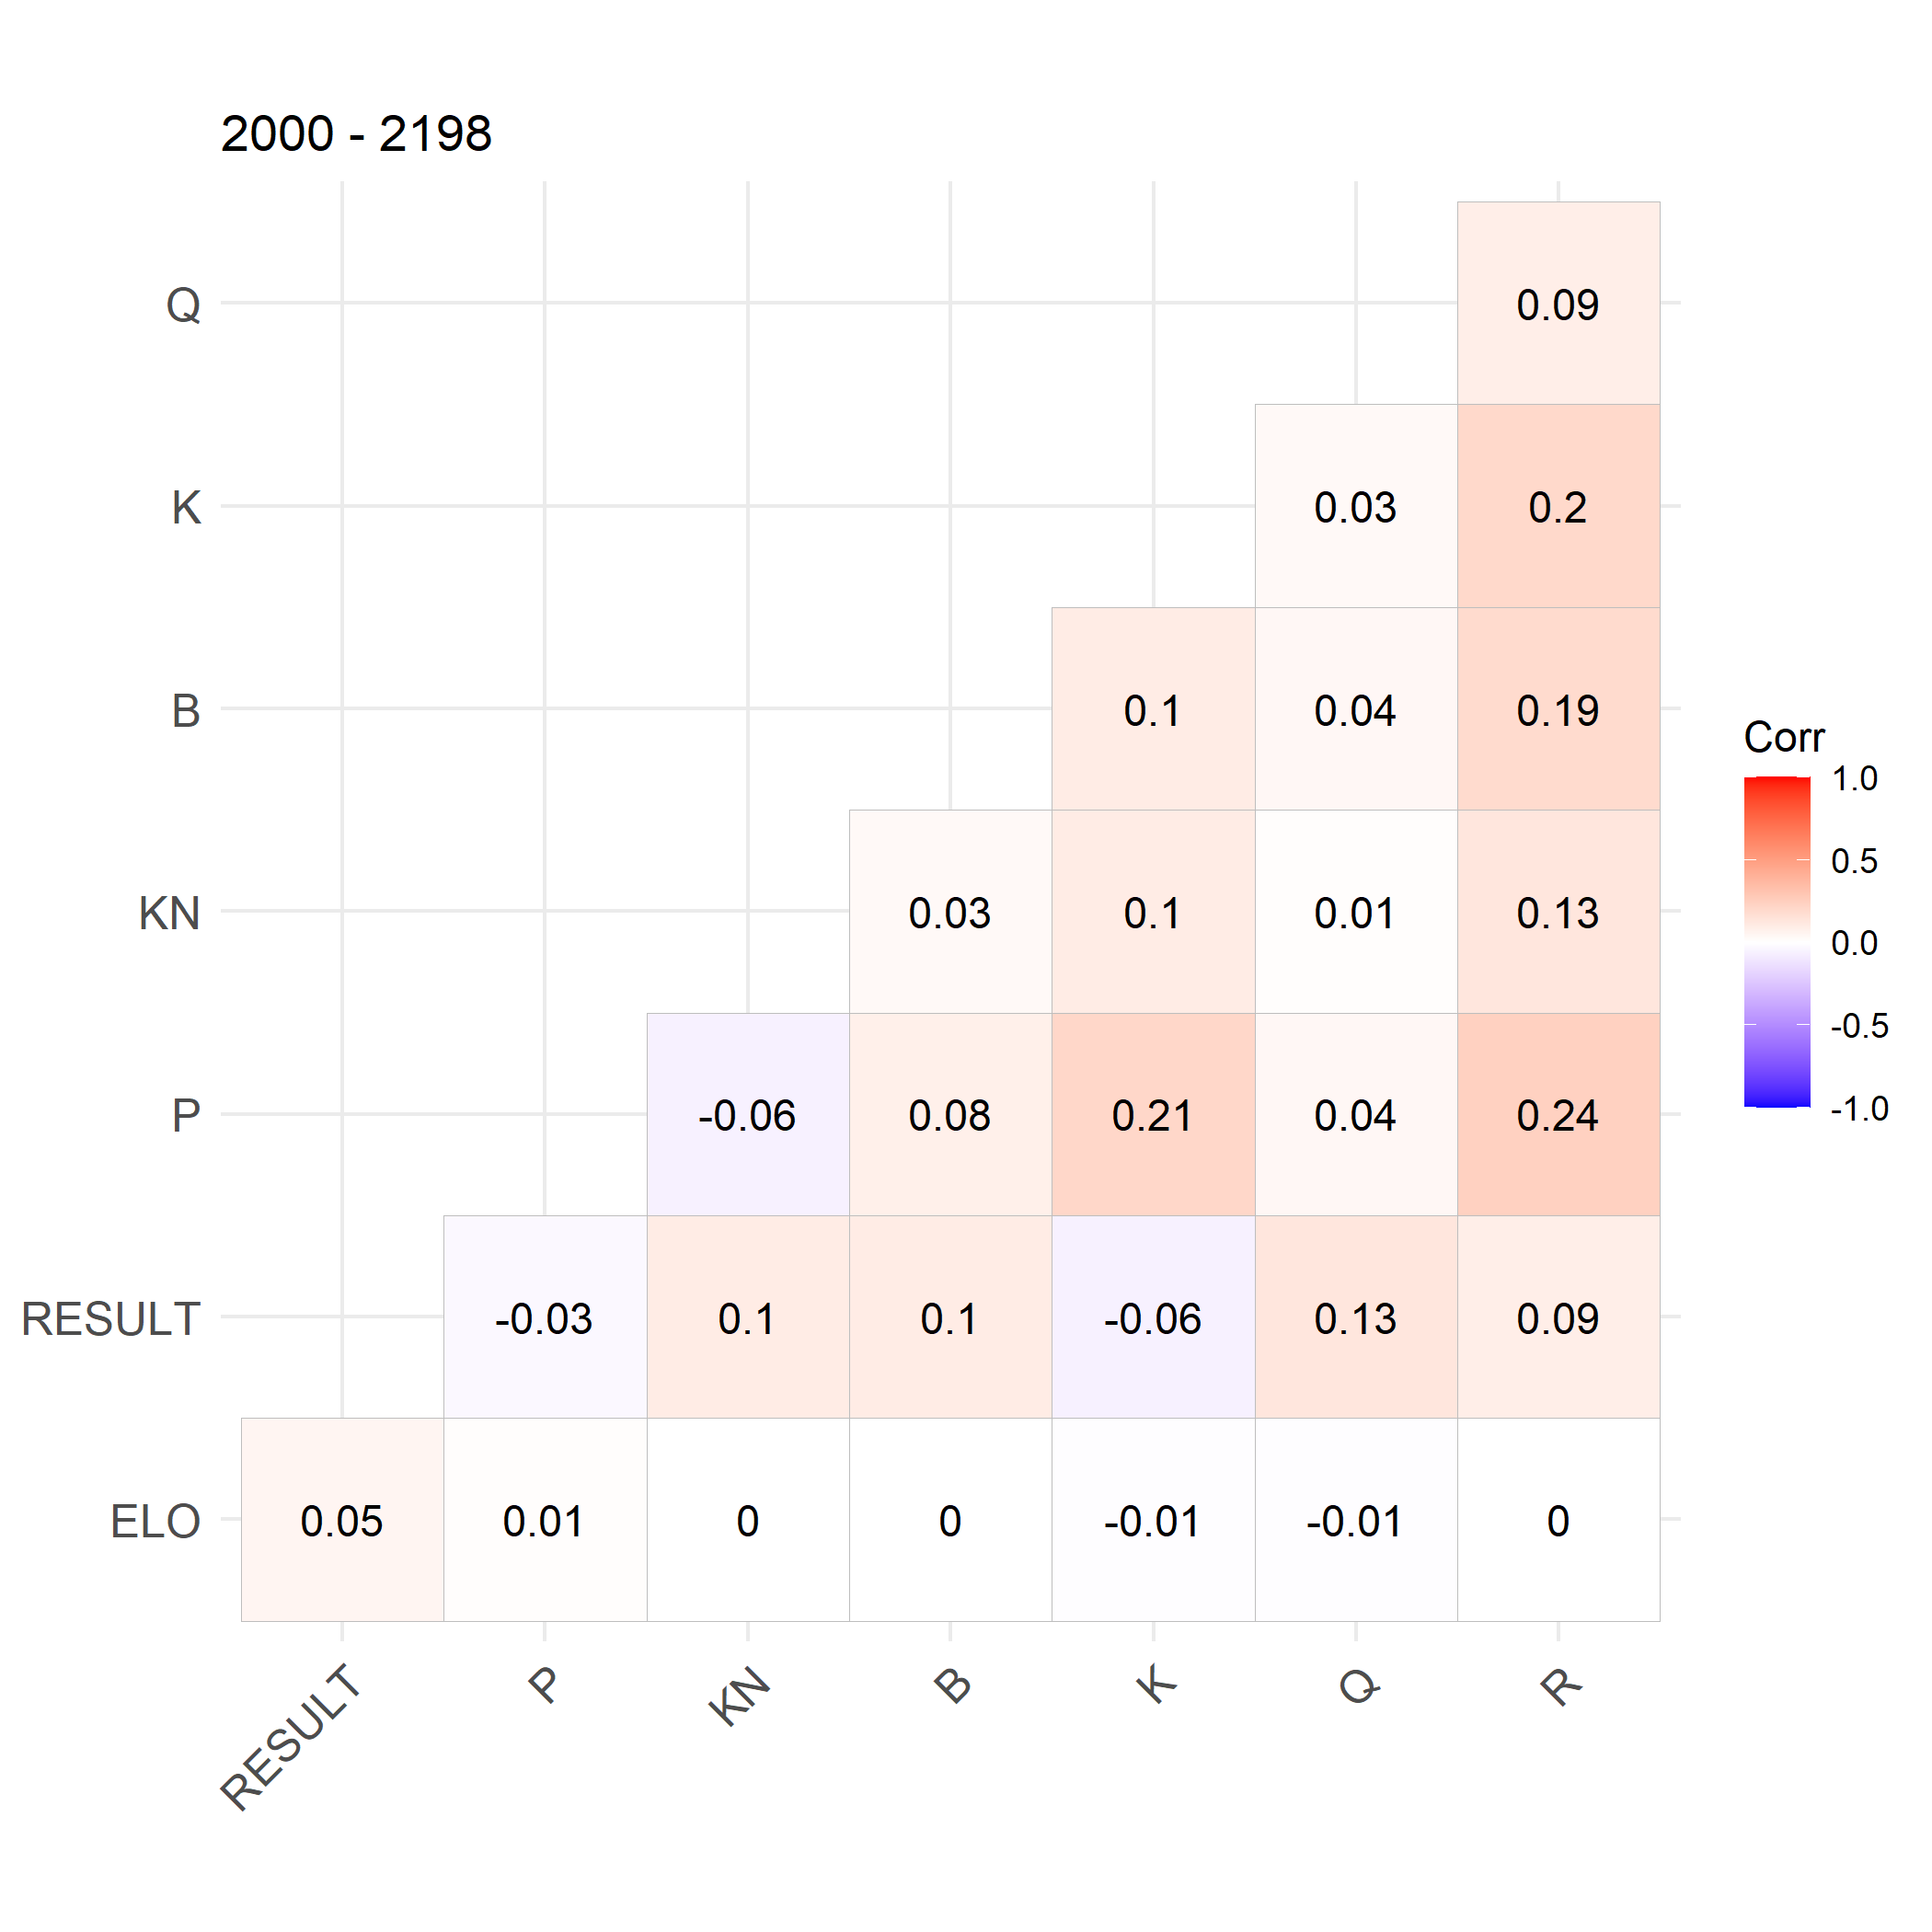 2000 - 2198
Q 0.09
K 0.03 0.2
B 0.1 0.04 0.19
KN 0.03 0.1 0.01 0.13
P -0.06 0.08 0.21 0.04 0.24
RESULT -0.03 0.1 0.1 -0.06 0.13 0.09
ELO 0.05 0.01 0 0 -0.01 -0.01 0
RESULT P KN B K Q R
Corr
1.0
0.5
0.0
-0.5
-1.0